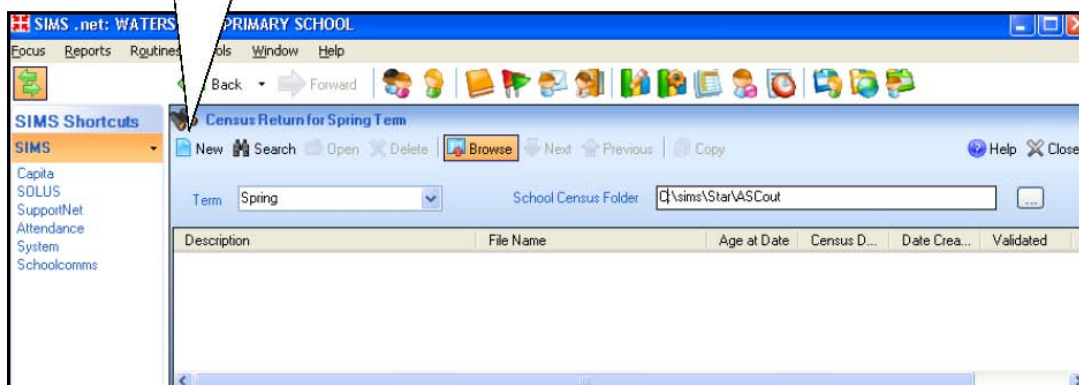 SIMS .net: WATERS PRIMARY SCHOOL
Focus Reports Routines Window Help
Back Forward
SIMS Shortcuts
Census Return for Spring Term
SIMS
New Search Open Delete Browse Next Previous Copy Help Close
Capita
SOLUS
SupportNet
Attendance
System
Schoolcomms
Term Spring School Census Folder C:\sims\Star\ASCout ...
Description File Name Age at Date Census D... Date Crea... Validated